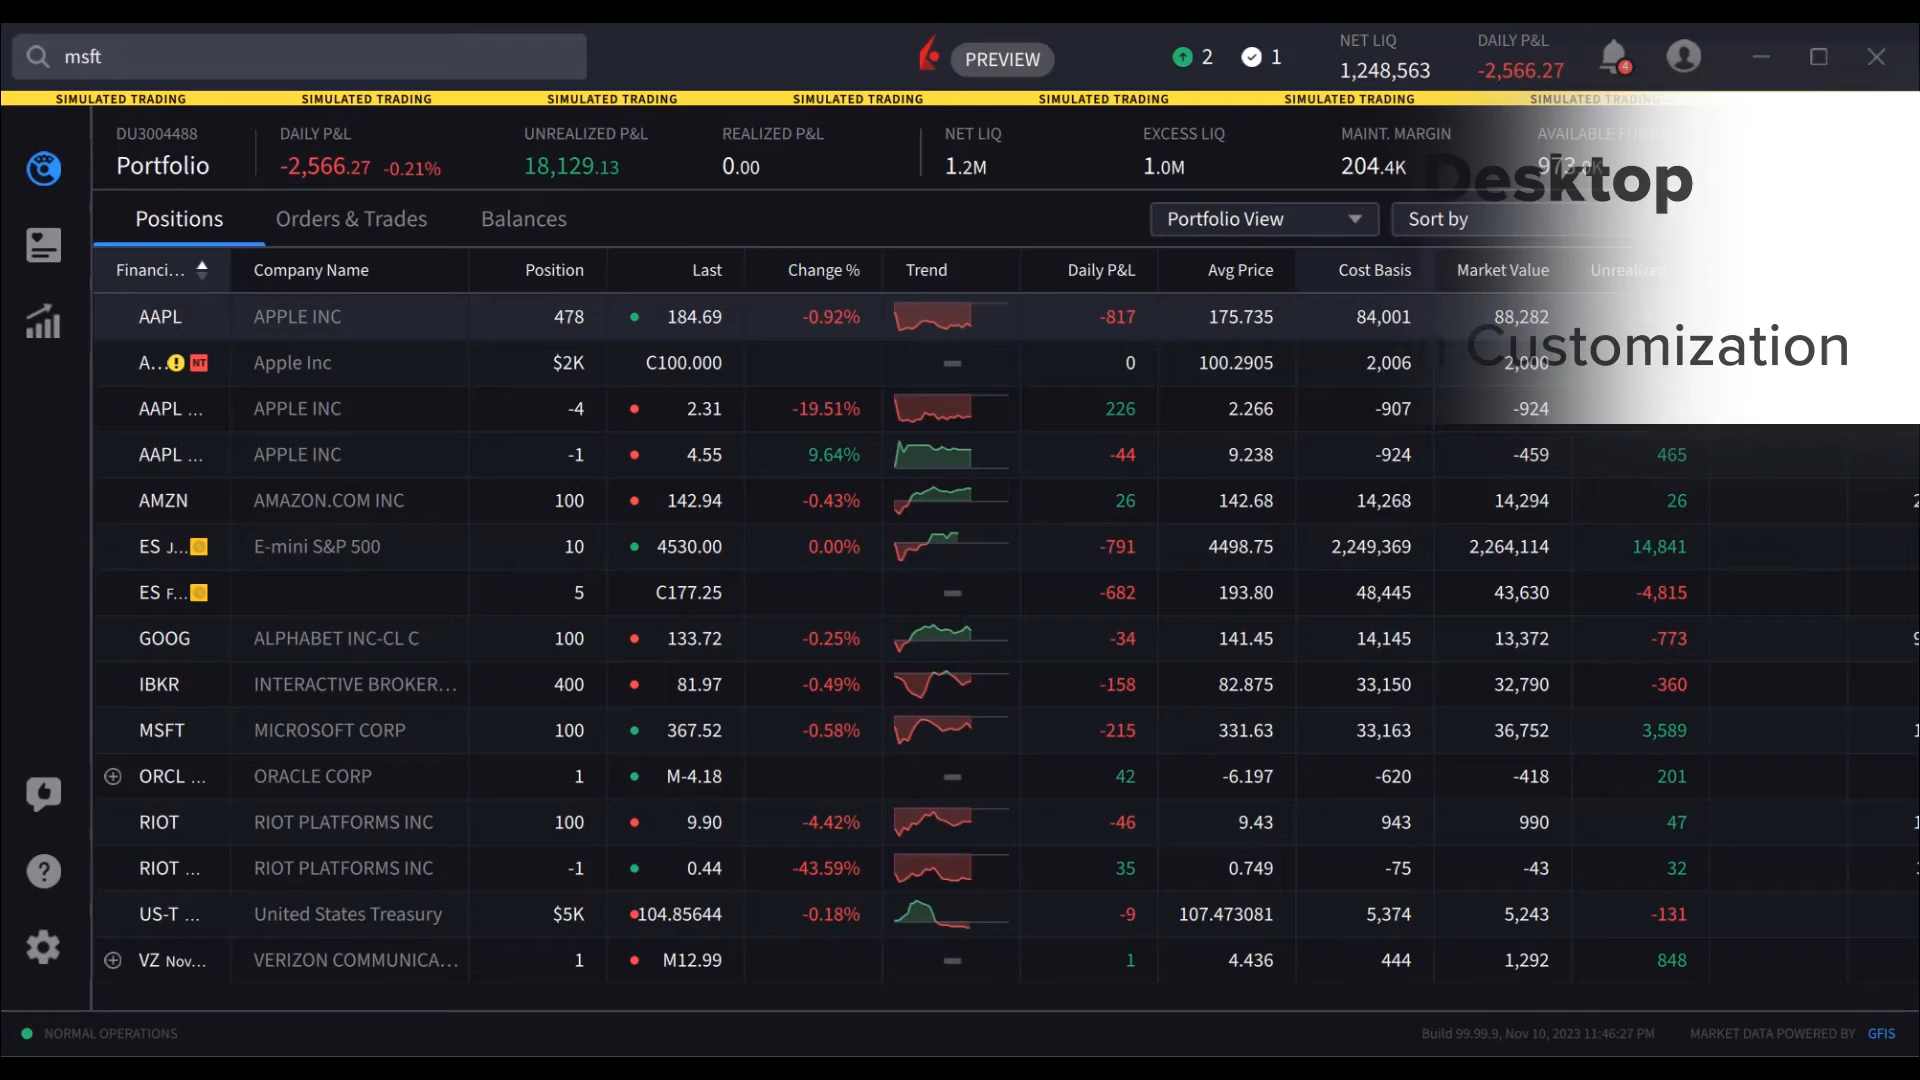 msft
PREVIEW
2
1
NET LIQ
1,248,563
DAILY P&L
-2,566.27
4
SIMULATED TRADING SIMULATED TRADING SIMULATED TRADING SIMULATED TRADING SIMULATED TRADING SIMULATED TRADING SIMULATED TRADING
DU3004488
Portfolio
DAILY P&L
-2,566.27 -0.21%
UNREALIZED P&L
18,129.13
REALIZED P&L
0.00
NET LIQ
1.2M
EXCESS LIQ
1.0M
MAINT. MARGIN
204.4K
AVAILABLE
973.0K
Desktop
Customization
Positions Orders & Trades Balances Portfolio View Sort by
Financi... Company Name Position Last Change % Trend Daily P&L Avg Price Cost Basis Market Value Unrealized
AAPL APPLE INC 478 184.69 -0.92% -817 175.735 84,001 88,282
A... ! NT Apple Inc $2K C100.000 0 100.2905 2,006 2,000
AAPL ... APPLE INC -4 2.31 -19.51% 226 2.266 -907 -924
AAPL ... APPLE INC -1 4.55 9.64% -44 9.238 -924 -459 465
AMZN AMAZON.COM INC 100 142.94 -0.43% 26 142.68 14,268 14,294 26
ES J... E-mini S&P 500 10 4530.00 0.00% -791 4498.75 2,249,369 2,264,114 14,841
ES F... 5 C177.25 -682 193.80 48,445 43,630 -4,815
GOOG ALPHABET INC-CL C 100 133.72 -0.25% -34 141.45 14,145 13,372 -773
IBKR INTERACTIVE BROKER... 400 81.97 -0.49% -158 82.875 33,150 32,790 -360
MSFT MICROSOFT CORP 100 367.52 -0.58% -215 331.63 33,163 36,752 3,589
ORCL ... ORACLE CORP 1 M-4.18 42 -6.197 -620 -418 201
RIOT RIOT PLATFORMS INC 100 9.90 -4.42% -46 9.43 943 990 47
RIOT ... RIOT PLATFORMS INC -1 0.44 -43.59% 35 0.749 -75 -43 32
US-T ... United States Treasury $5K 104.85644 -0.18% -9 107.473081 5,374 5,243 -131
VZ Nov... VERIZON COMMUNICA... 1 M12.99 1 4.436 444 1,292 848
NORMAL OPERATIONS
Build 99.99.9, Nov 10, 2023 11:46:27 PM
MARKET DATA POWERED BY GFIS